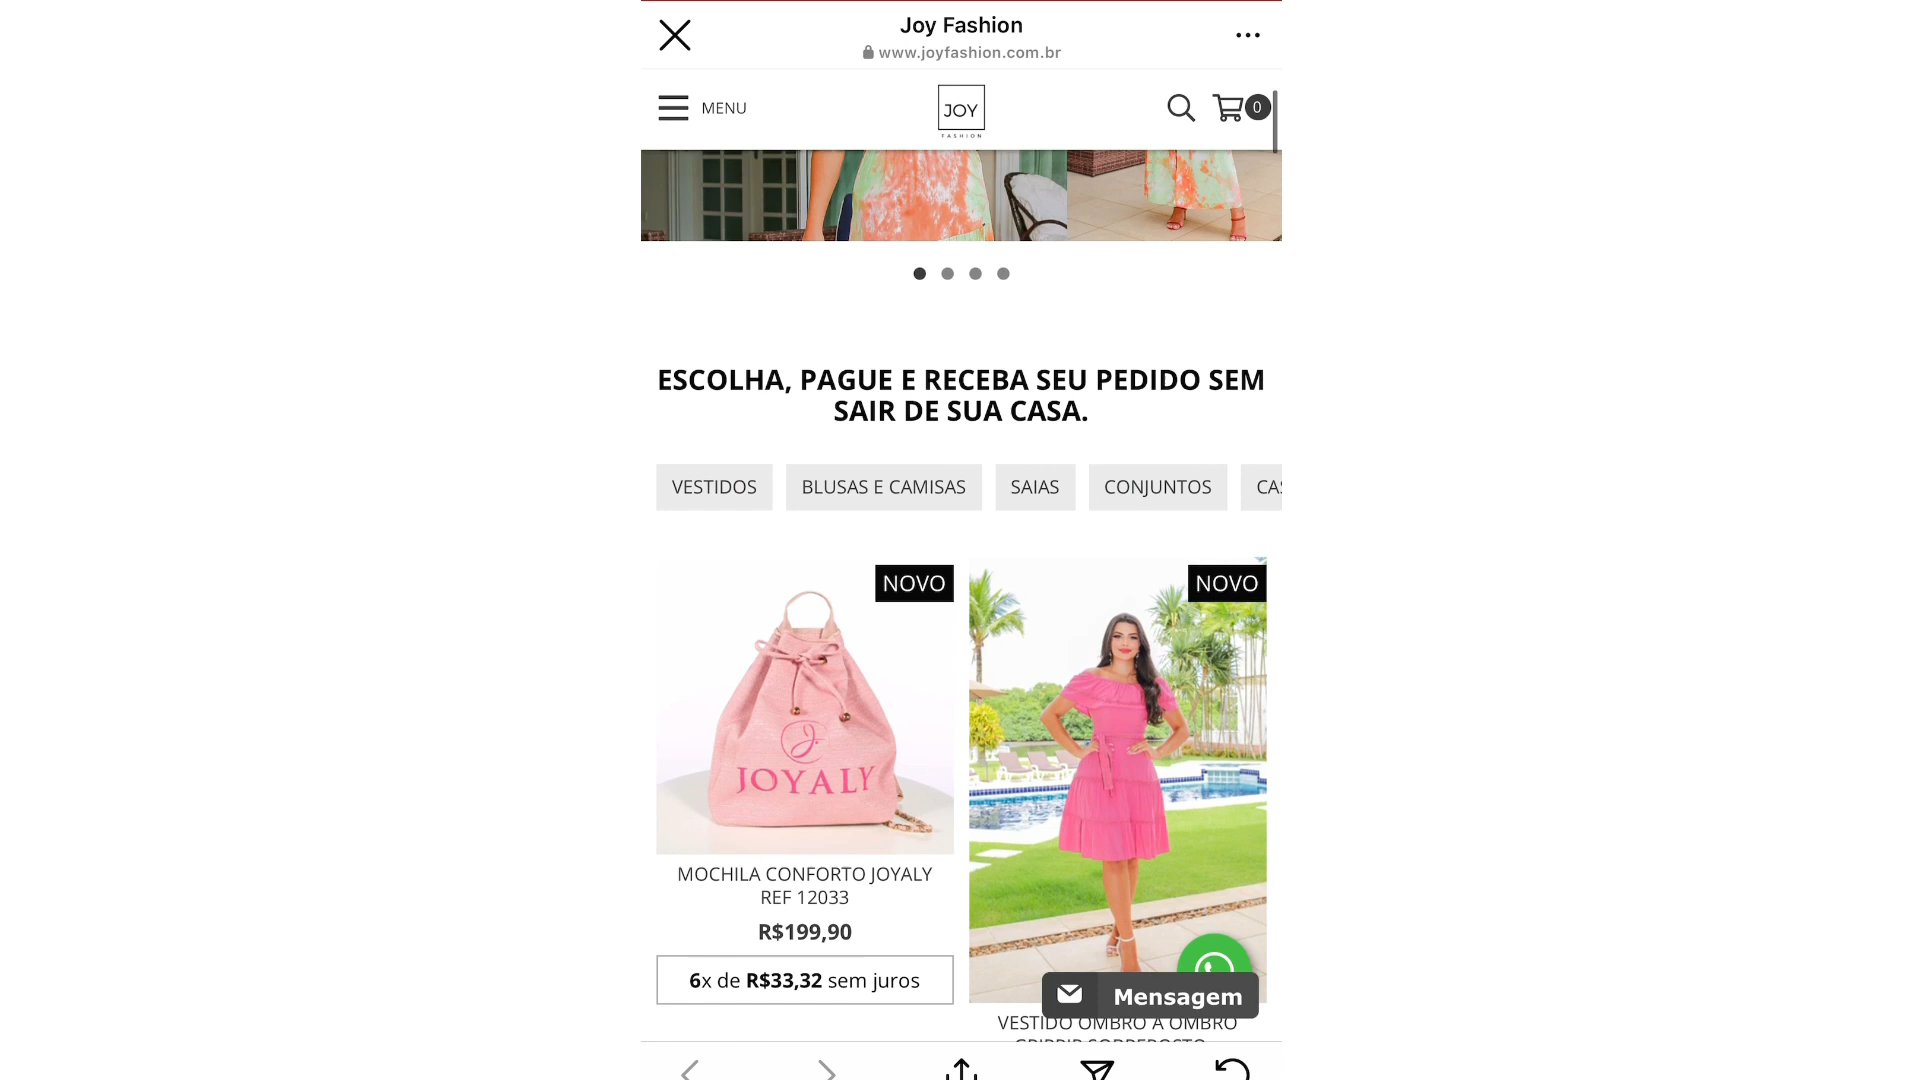 Joy Fashion
www.joyfashion.com.br
MENU
JOY
FASHION
0
ESCOLHA, PAGUE E RECEBA SEU PEDIDO SEM
SAIR DE SUA CASA.
VESTIDOS
BLUSAS E CAMISAS
SAIAS
CONJUNTOS
CAS
NOVO
NOVO
J.
JOYALY
MOCHILA CONFORTO JOYALY
REF 12033
R$199,90
6x de R$33,32 sem juros
Mensagem
VESTIDO OMBRO A OMBRO